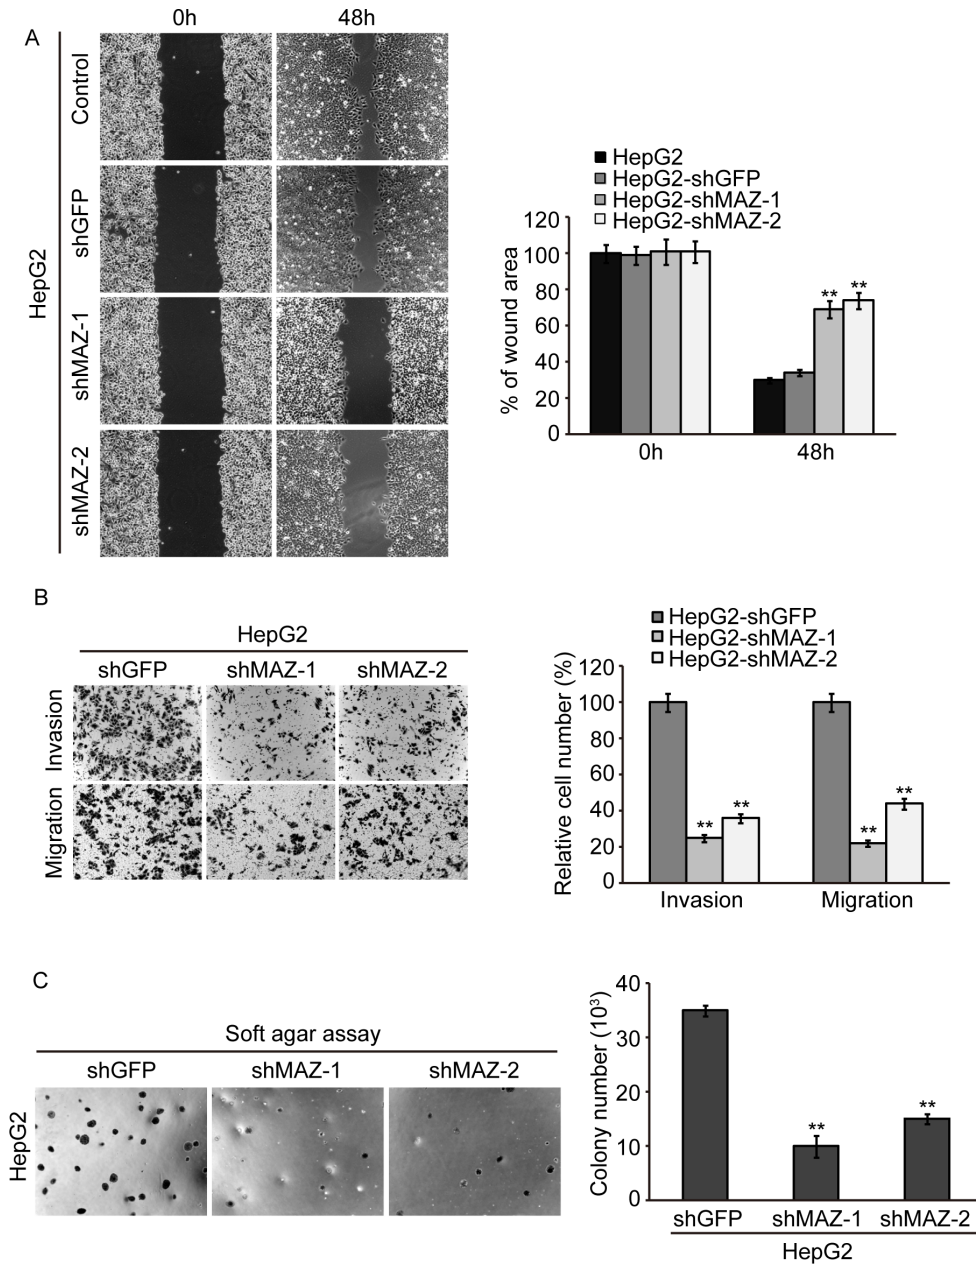 A
0h
48h
HepG2
Control
shGFP
shMAZ-1
shMAZ-2
HepG2
HepG2-shGFP
HepG2-shMAZ-1
HepG2-shMAZ-2
% of wound area
120
100
80
60
40
20
0
** **
0h
48h
B
HepG2
shGFP
shMAZ-1
shMAZ-2
Invasion
Migration
HepG2-shGFP
HepG2-shMAZ-1
HepG2-shMAZ-2
Relative cell number (%)
120
100
80
60
40
20
0
** **
** **
Invasion
Migration
C
Soft agar assay
shGFP
shMAZ-1
shMAZ-2
HepG2
Colony number (10³)
40
30
20
10
0
** **
shGFP
shMAZ-1
shMAZ-2
HepG2